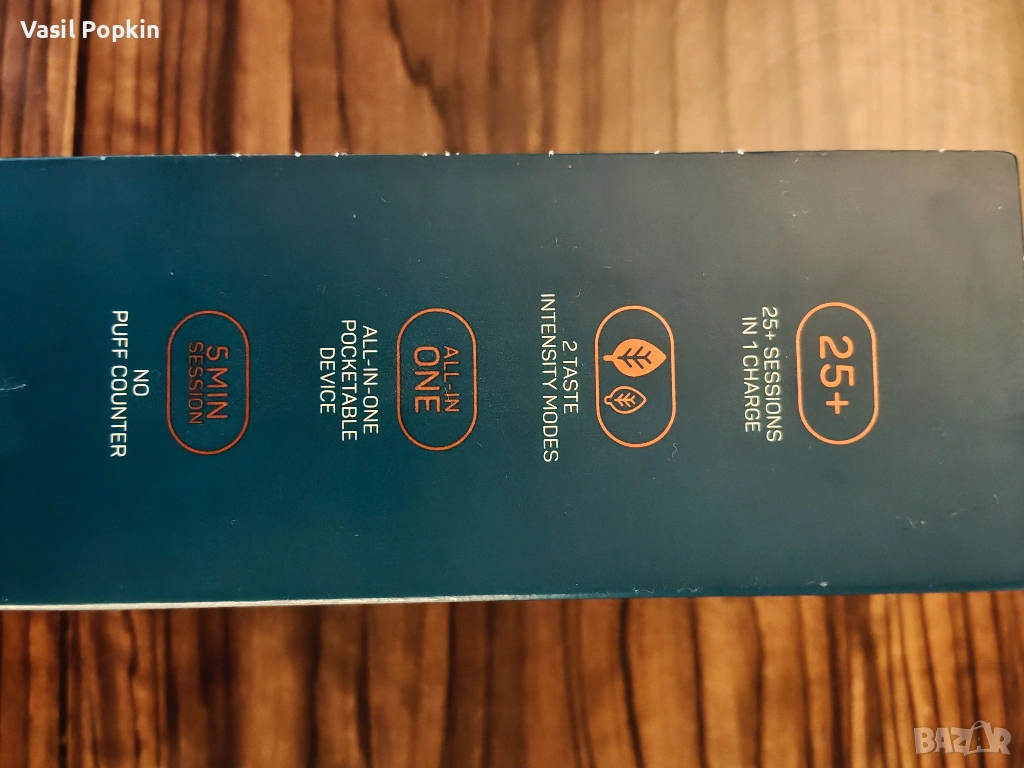 Vasil Popkin
25+
25+ SESSIONS
IN 1 CHARGE
2 TASTE
INTENSITY MODES
ALL-IN
ONE
ALL-IN-ONE
POCKETABLE
DEVICE
5 MIN
SESSION
NO
PUFF COUNTER
BAZAR